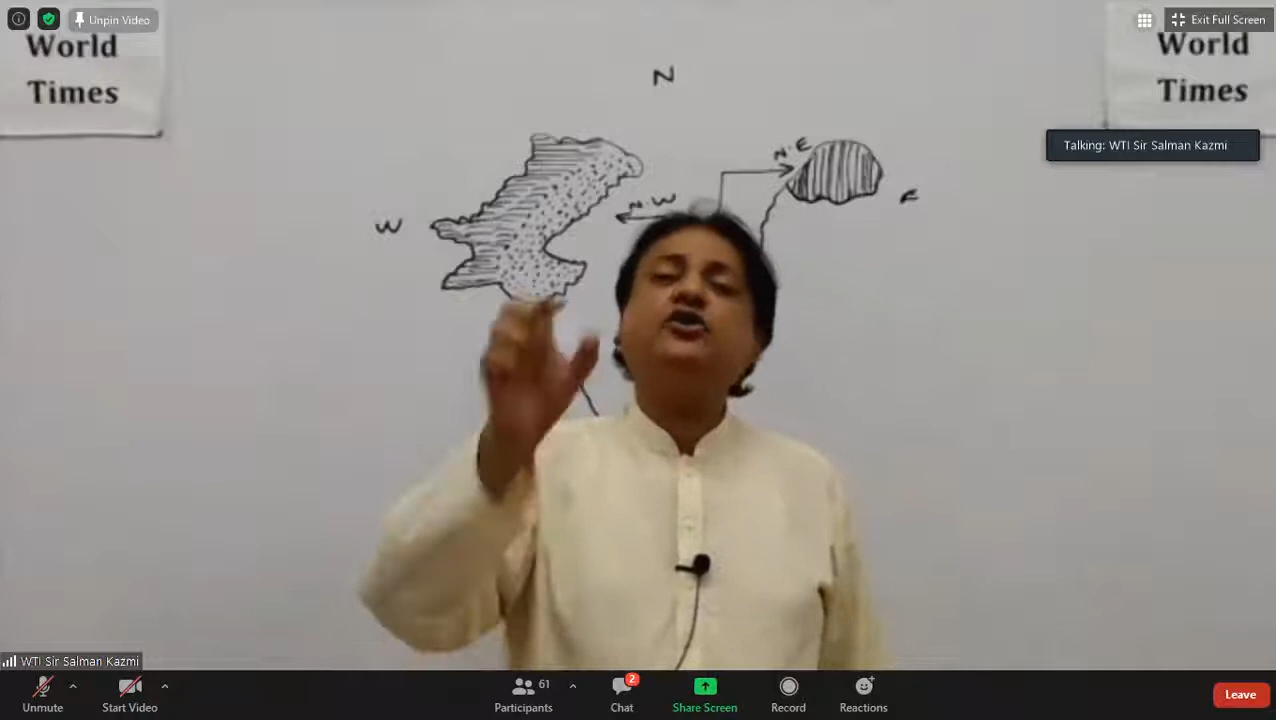 Unpin Video
Exit Full Screen
World
Times
World
Times
N
Talking: WTI Sir Salman Kazmi
N.E
N W
W
E
WTI Sir Salman Kazmi
61
2
Unmute
Start Video
Participants
Chat
Share Screen
Record
Reactions
Leave